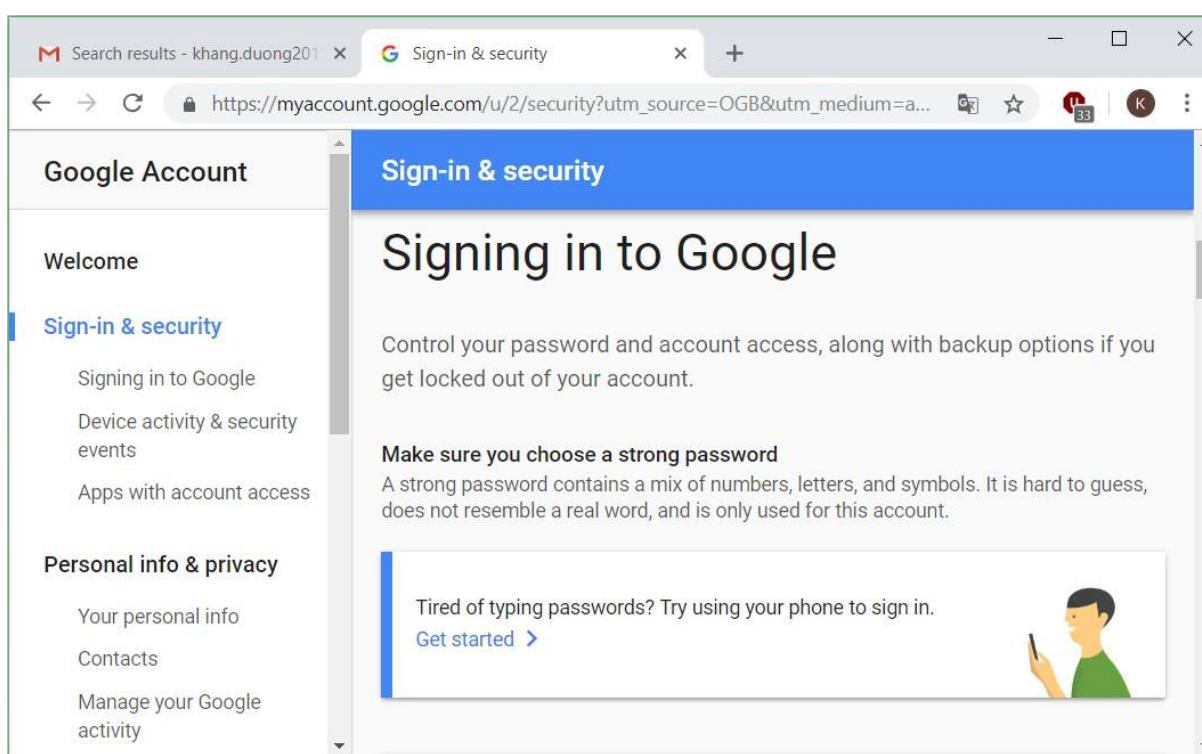 Search results - khang.duong201
Sign-in & security
https://myaccount.google.com/u/2/security?utm_source=OGB&utm_medium=a...
33
K
Google Account
Welcome
Sign-in & security
Signing in to Google
Device activity & security
events
Apps with account access
Personal info & privacy
Your personal info
Contacts
Manage your Google
activity
Sign-in & security
Signing in to Google
Control your password and account access, along with backup options if you
get locked out of your account.
Make sure you choose a strong password
A strong password contains a mix of numbers, letters, and symbols. It is hard to guess,
does not resemble a real word, and is only used for this account.
Tired of typing passwords? Try using your phone to sign in.
Get started